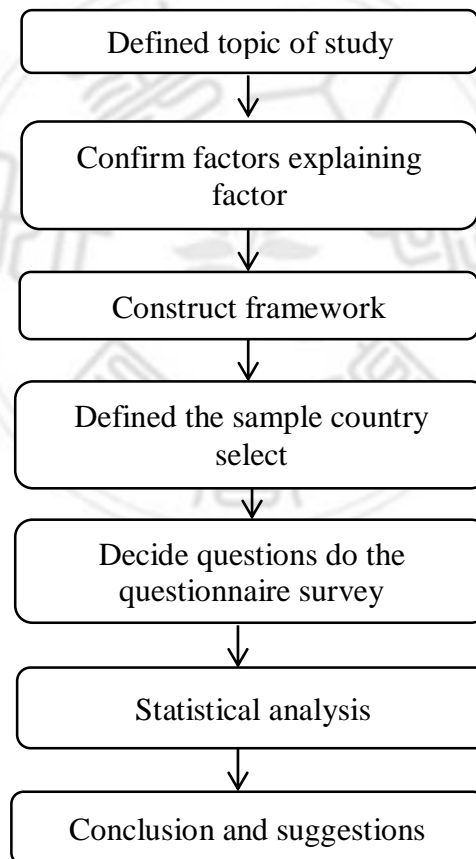 Defined topic of study
Confirm factors explaining
factor
Construct framework
Defined the sample country
select
Decide questions do the
questionnaire survey
Statistical analysis
Conclusion and suggestions